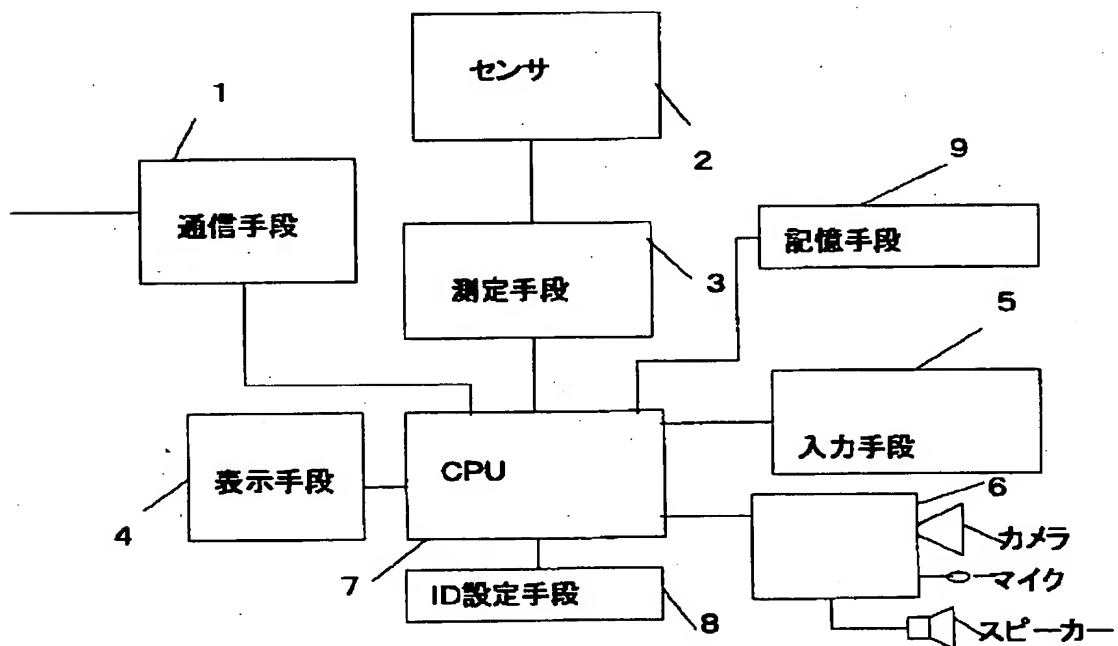 センサ
1
2
9
通信手段
記憶手段
測定手段
3
5
入力手段
CPU
表示手段
6
カメラ
4
7
マイク
ID設定手段
8
スピーカー